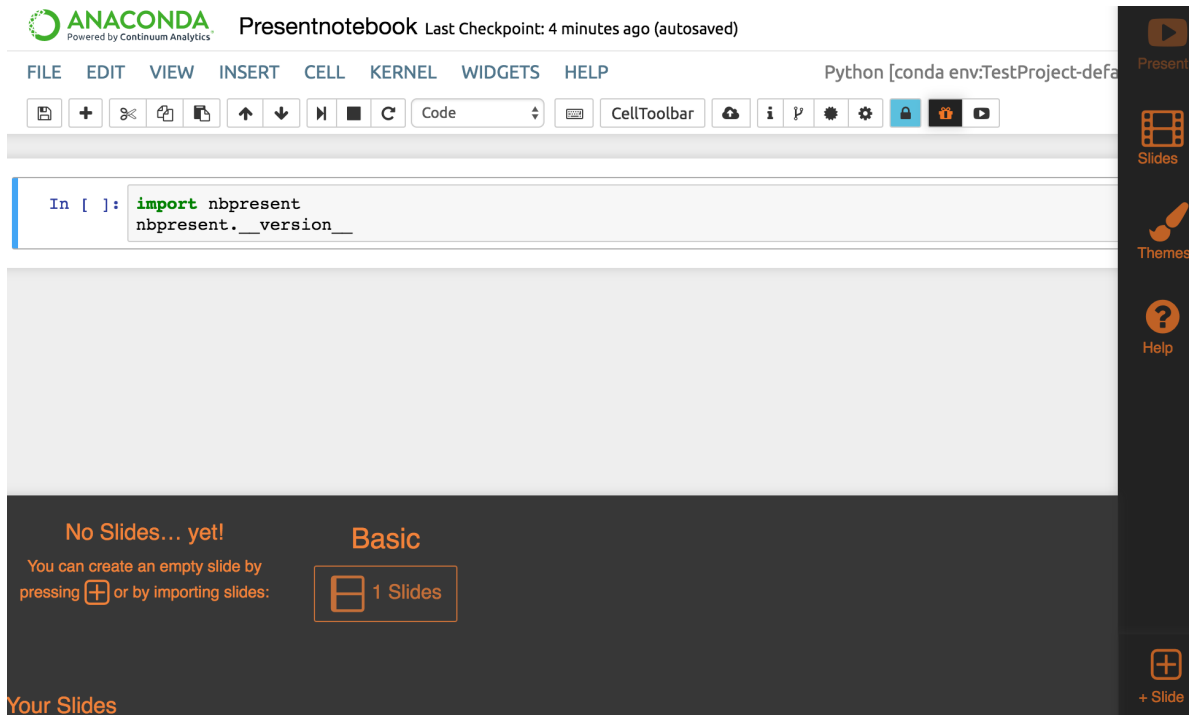 ANACONDA
Powered by Continuum Analytics
Presentnotebook Last Checkpoint: 4 minutes ago (autosaved)
FILE EDIT VIEW INSERT CELL KERNEL WIDGETS HELP
Python [conda env:TestProject-defa
Code
CellToolbar
In [ ]: import nbpresent
nbpresent.__version__
Present
Slides
Themes
Help
No Slides... yet!
You can create an empty slide by
pressing or by importing slides:
Basic
1 Slides
Your Slides
+ Slide